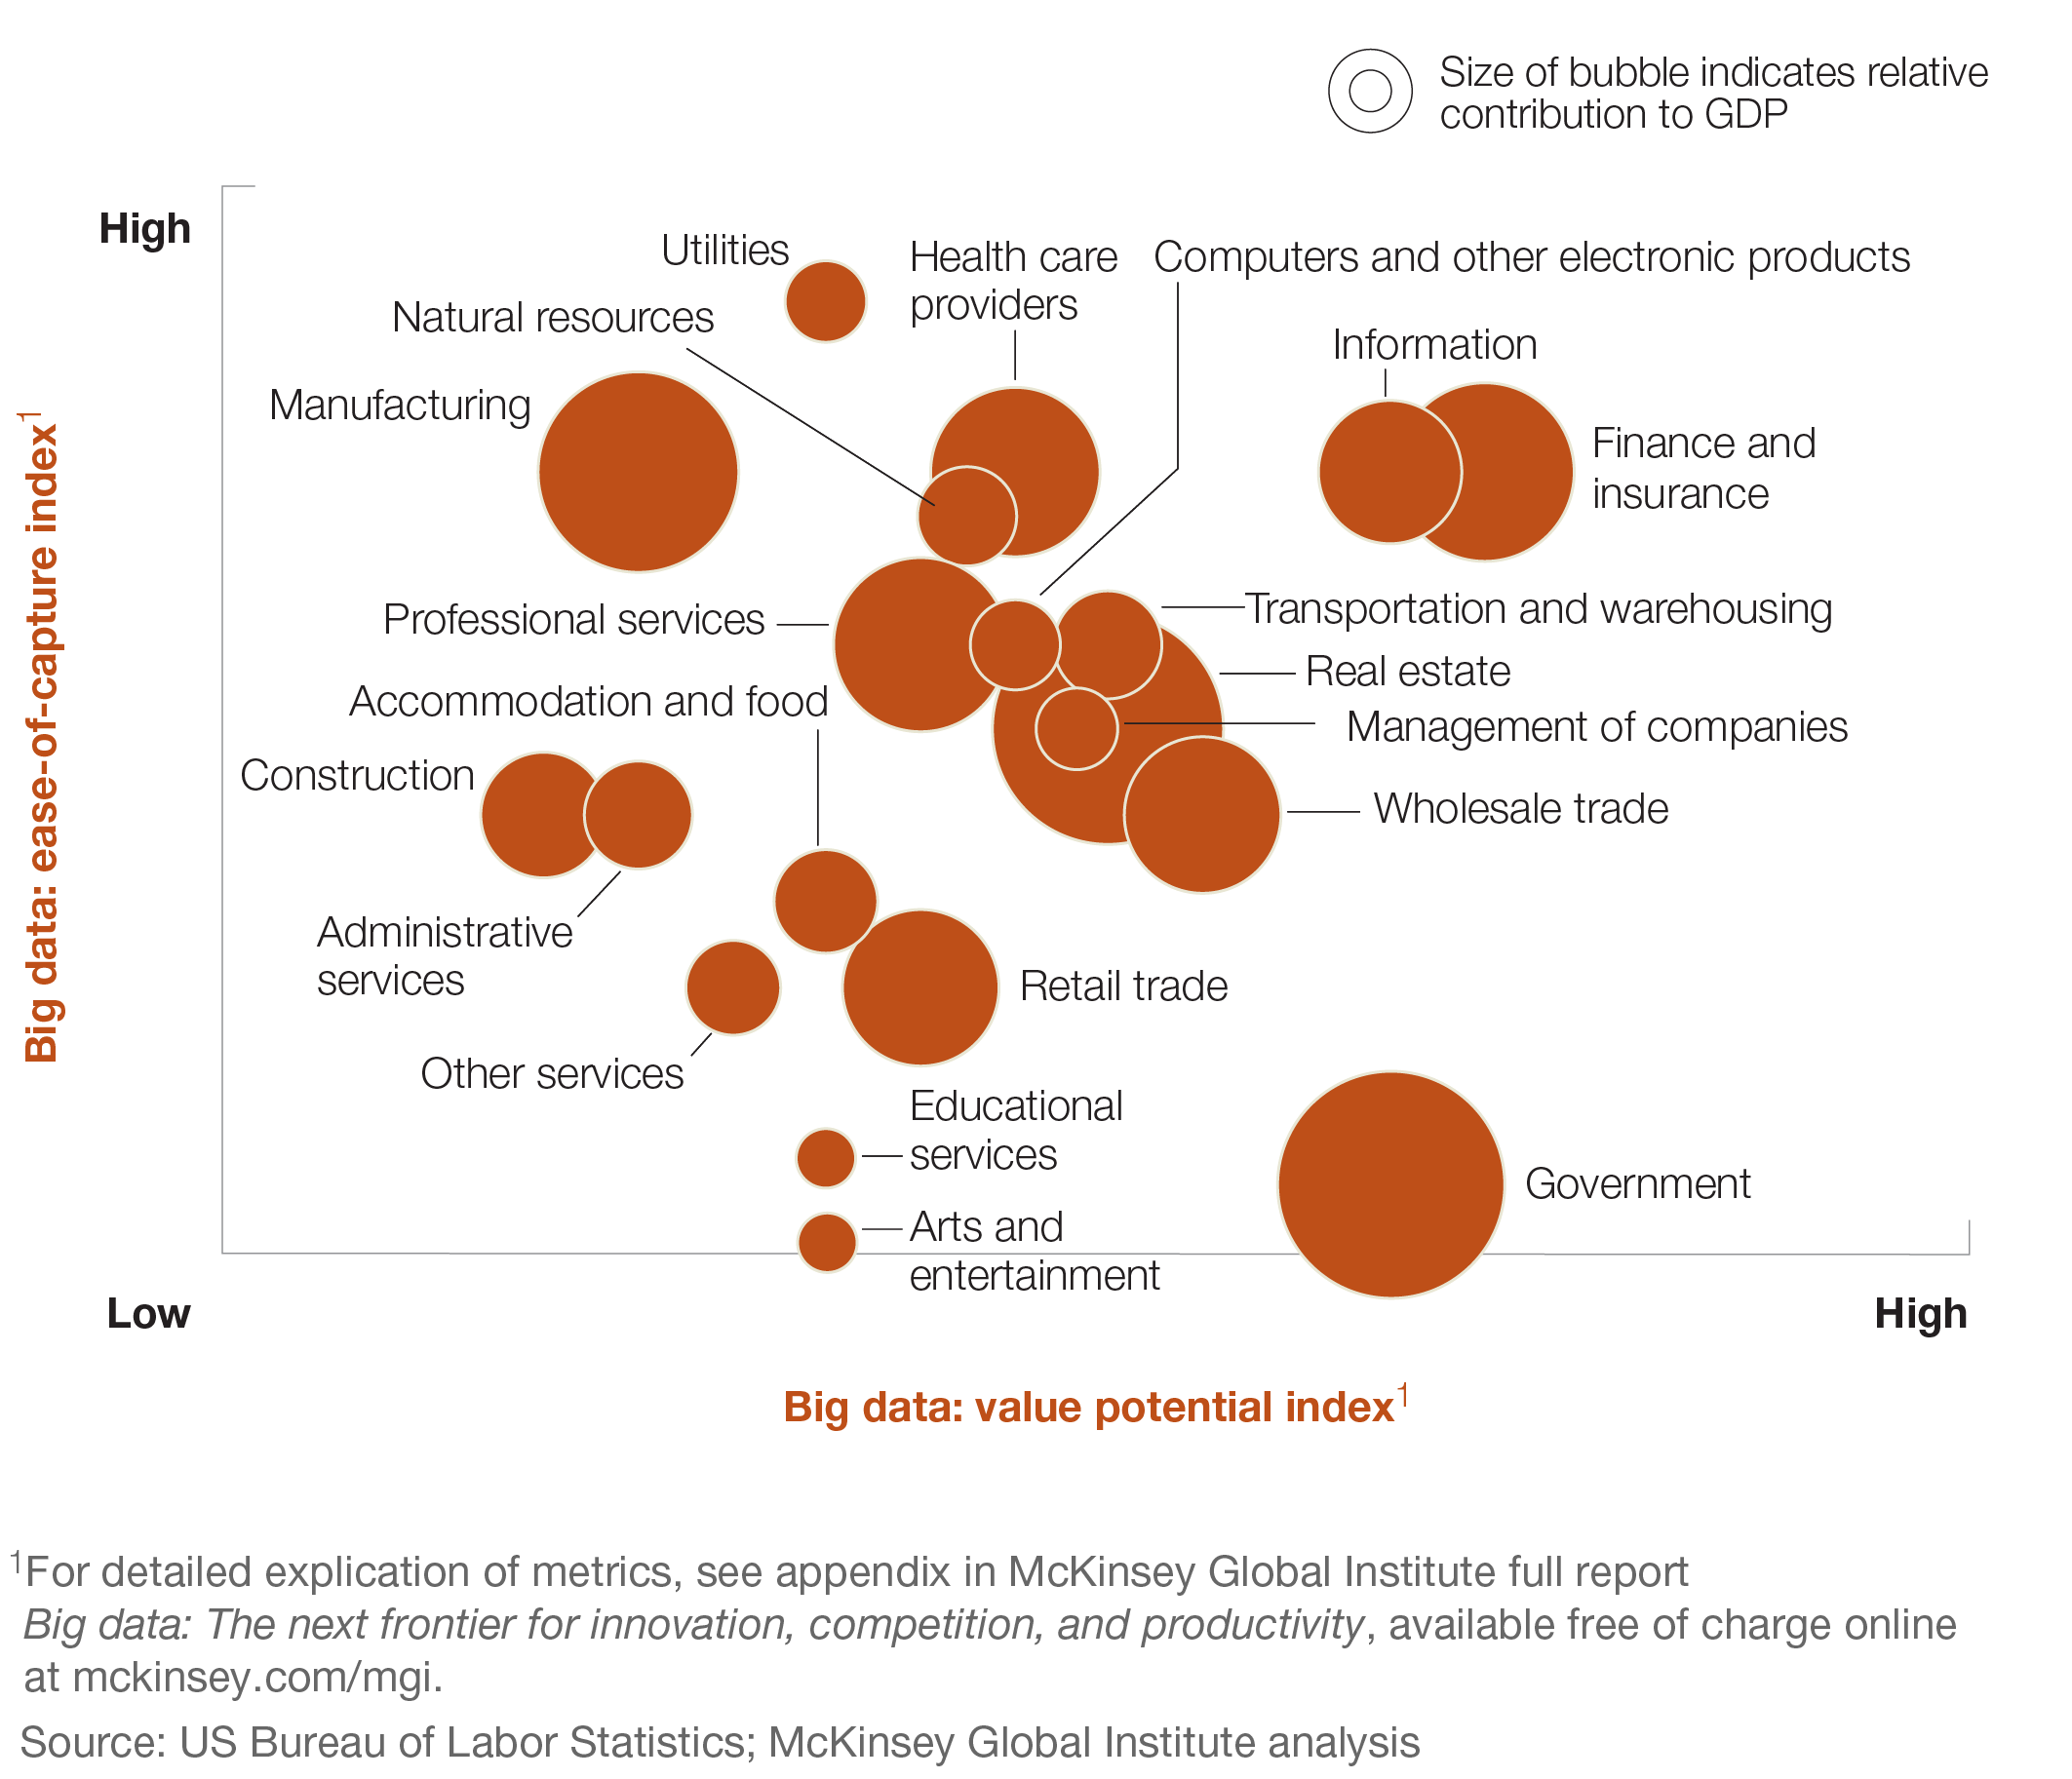 Size of bubble indicates relative
contribution to GDP
High
Utilities
Health care
providers
Computers and other electronic products
Natural resources
Information
Manufacturing
Finance and
insurance
Big data: ease-of-capture index1
Professional services
Transportation and warehousing
Real estate
Accommodation and food
Management of companies
Construction
Wholesale trade
Administrative
services
Retail trade
Other services
Educational
services
Government
Arts and
entertainment
Low
High
Big data: value potential index1
1For detailed explication of metrics, see appendix in McKinsey Global Institute full report
Big data: The next frontier for innovation, competition, and productivity, available free of charge online
at mckinsey.com/mgi.
Source: US Bureau of Labor Statistics; McKinsey Global Institute analysis